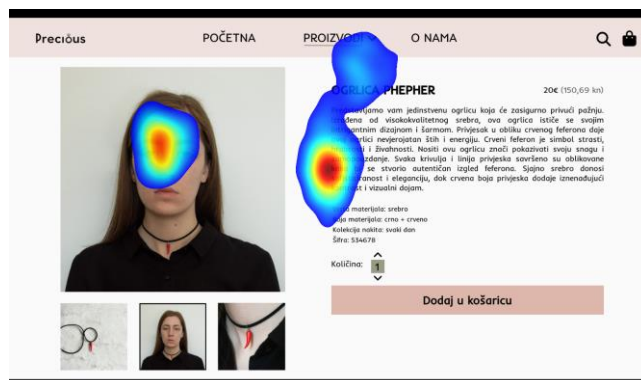 Precious
POČETNA
PROIZVODI
O NAMA
OGRLICA PHEPHER
20€ (150,69 kn)
vam jedinstvenu ogrlicu koja će zasigurno privući pažnju.
od visokokvalitetnog srebra, ova ogrlica ističe se svojim
dizajnom i šarmom. Privjesak u obliku crvenog feferona daje
ogrlici nevjerojatan štih i energiju. Crveni feferon je simbol strasti,
i živahnosti. Nositi ovu ogrlicu znači pokazivati svoju snagu i
Svaka krivulja i linija privjeska savršeno su oblikovane
se stvorio autentičan izgled feferona. Sjajno srebro donosi
i eleganciju, dok crvena boja privjeska dodaje iznenađujući
i vizualni dojam.
materijala: srebro
materijala: crno + crveno
Kolekcija nakita: svaki dan
Šifra: 534678
Količina:
1
Dodaj u košaricu